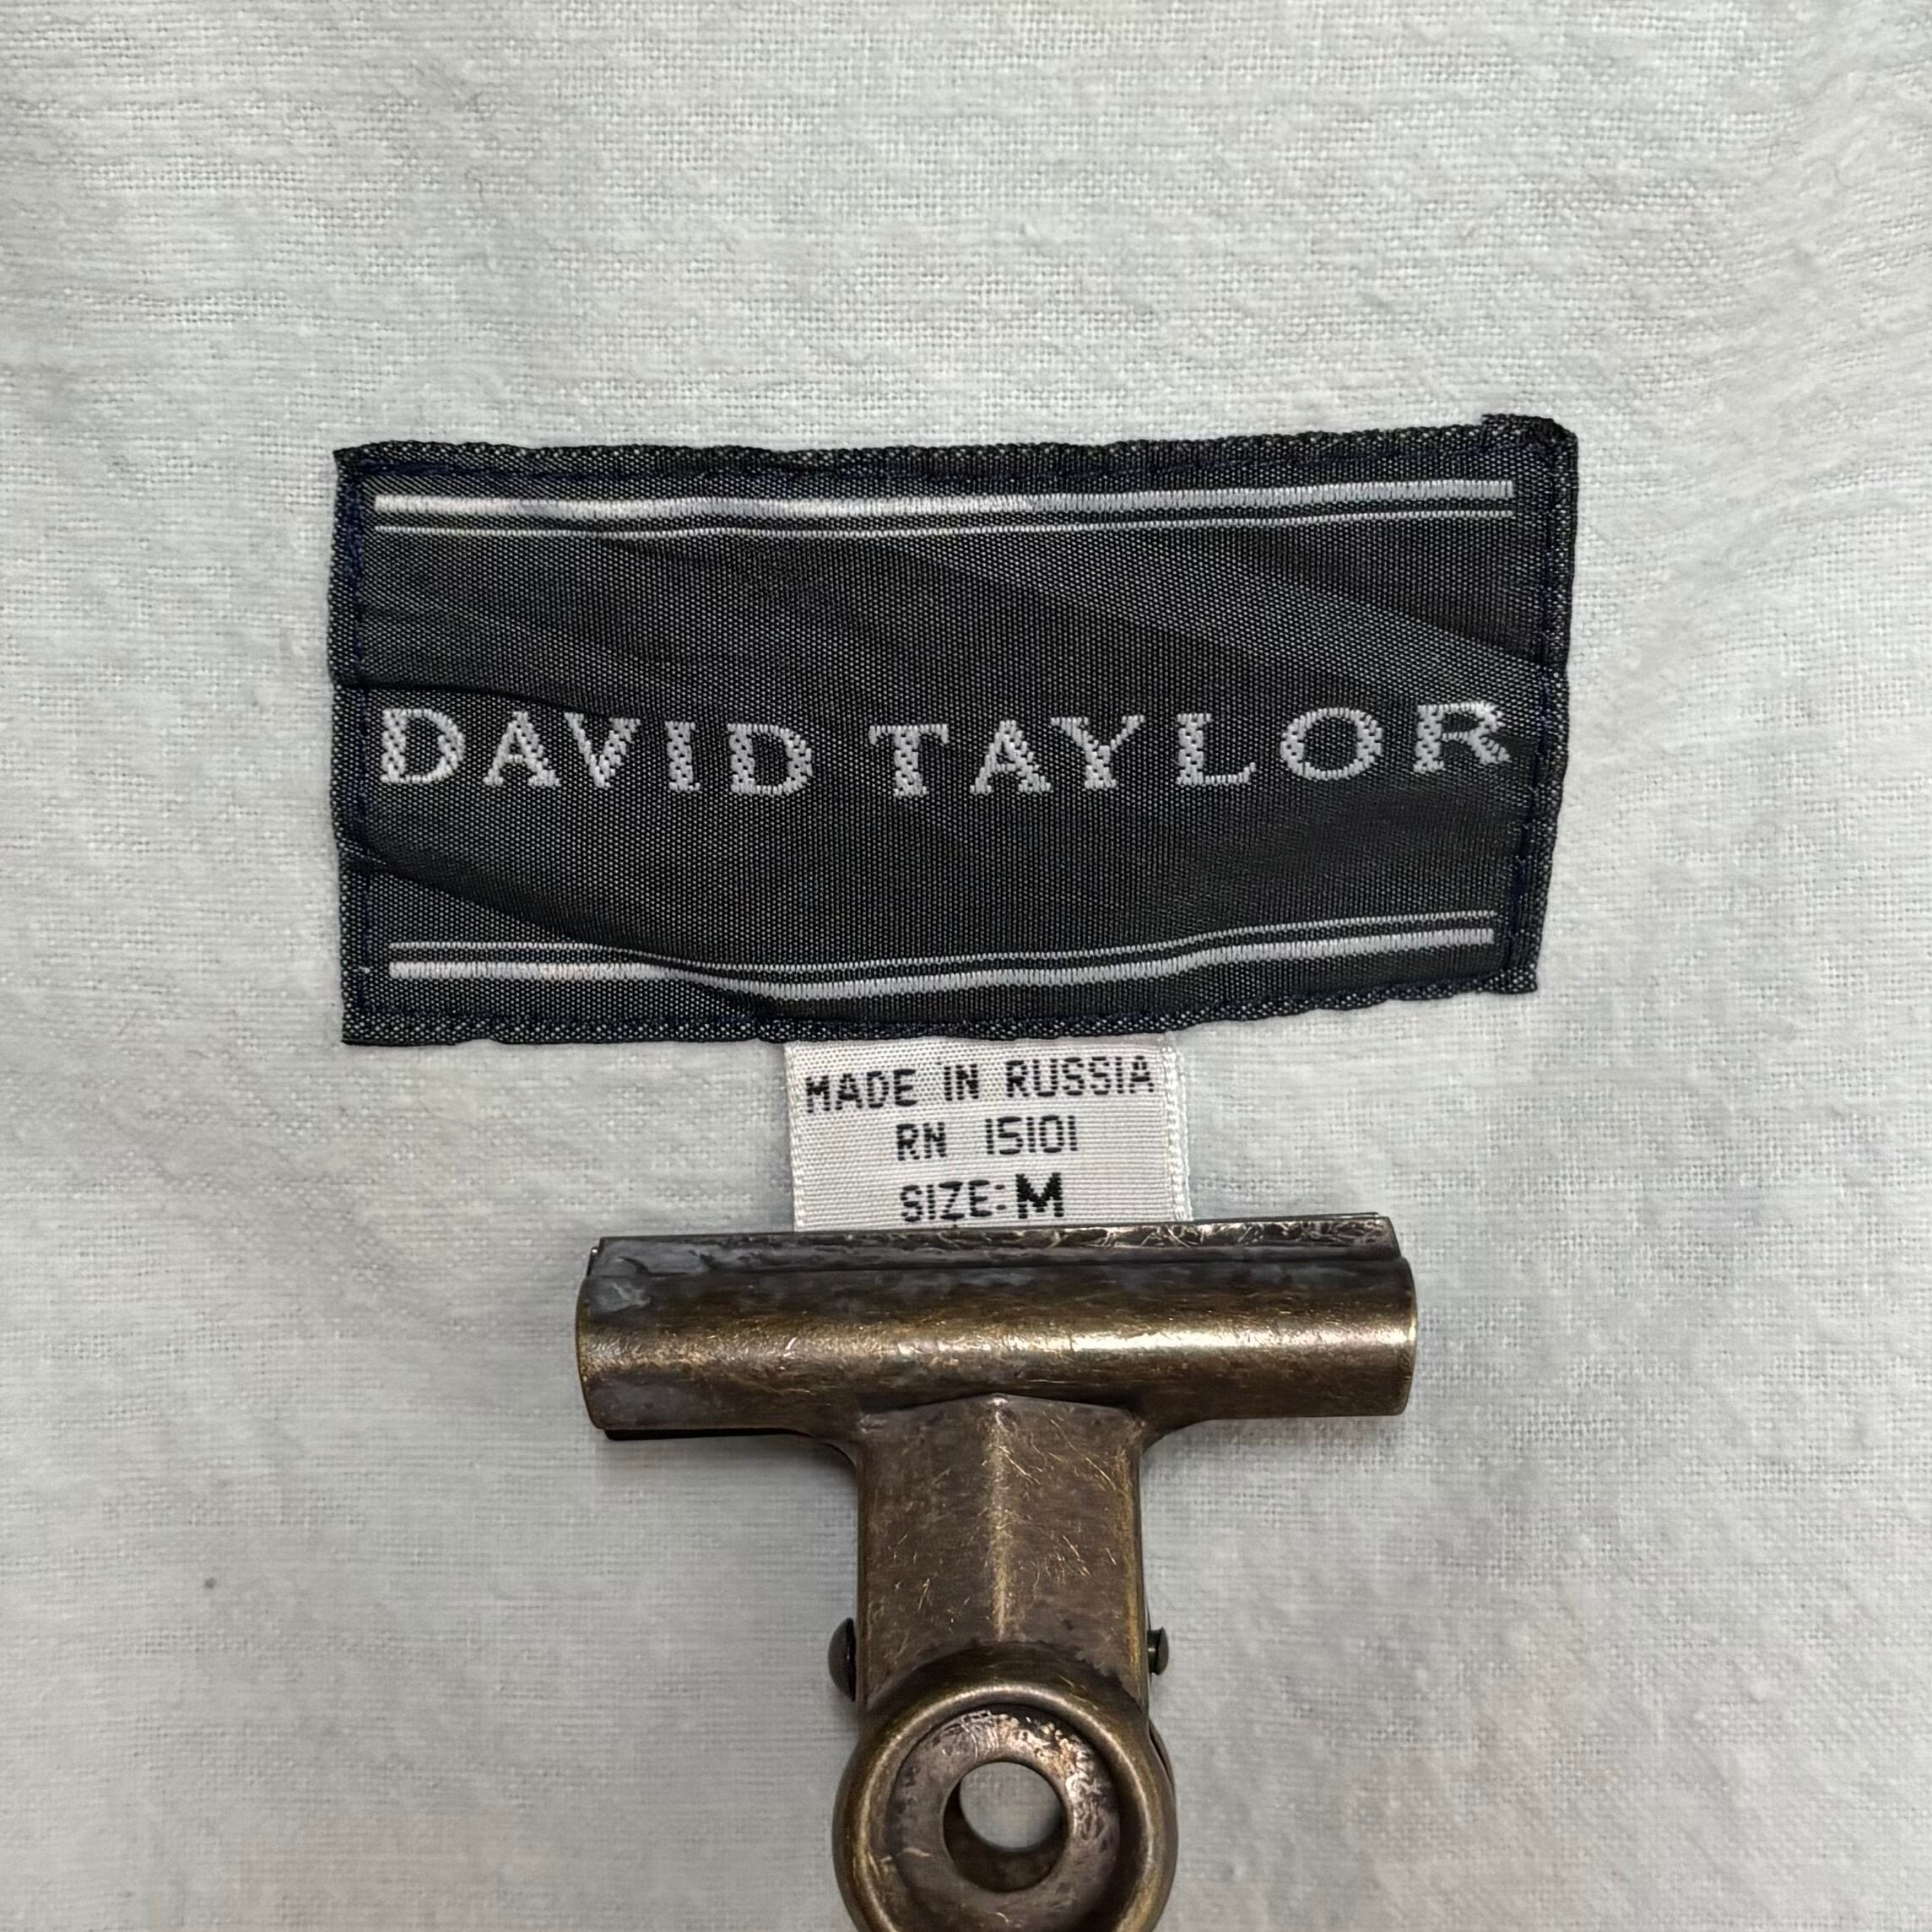 DAVID TAYLOR
MADE IN RUSSIA
RN 15101
SIZE: M